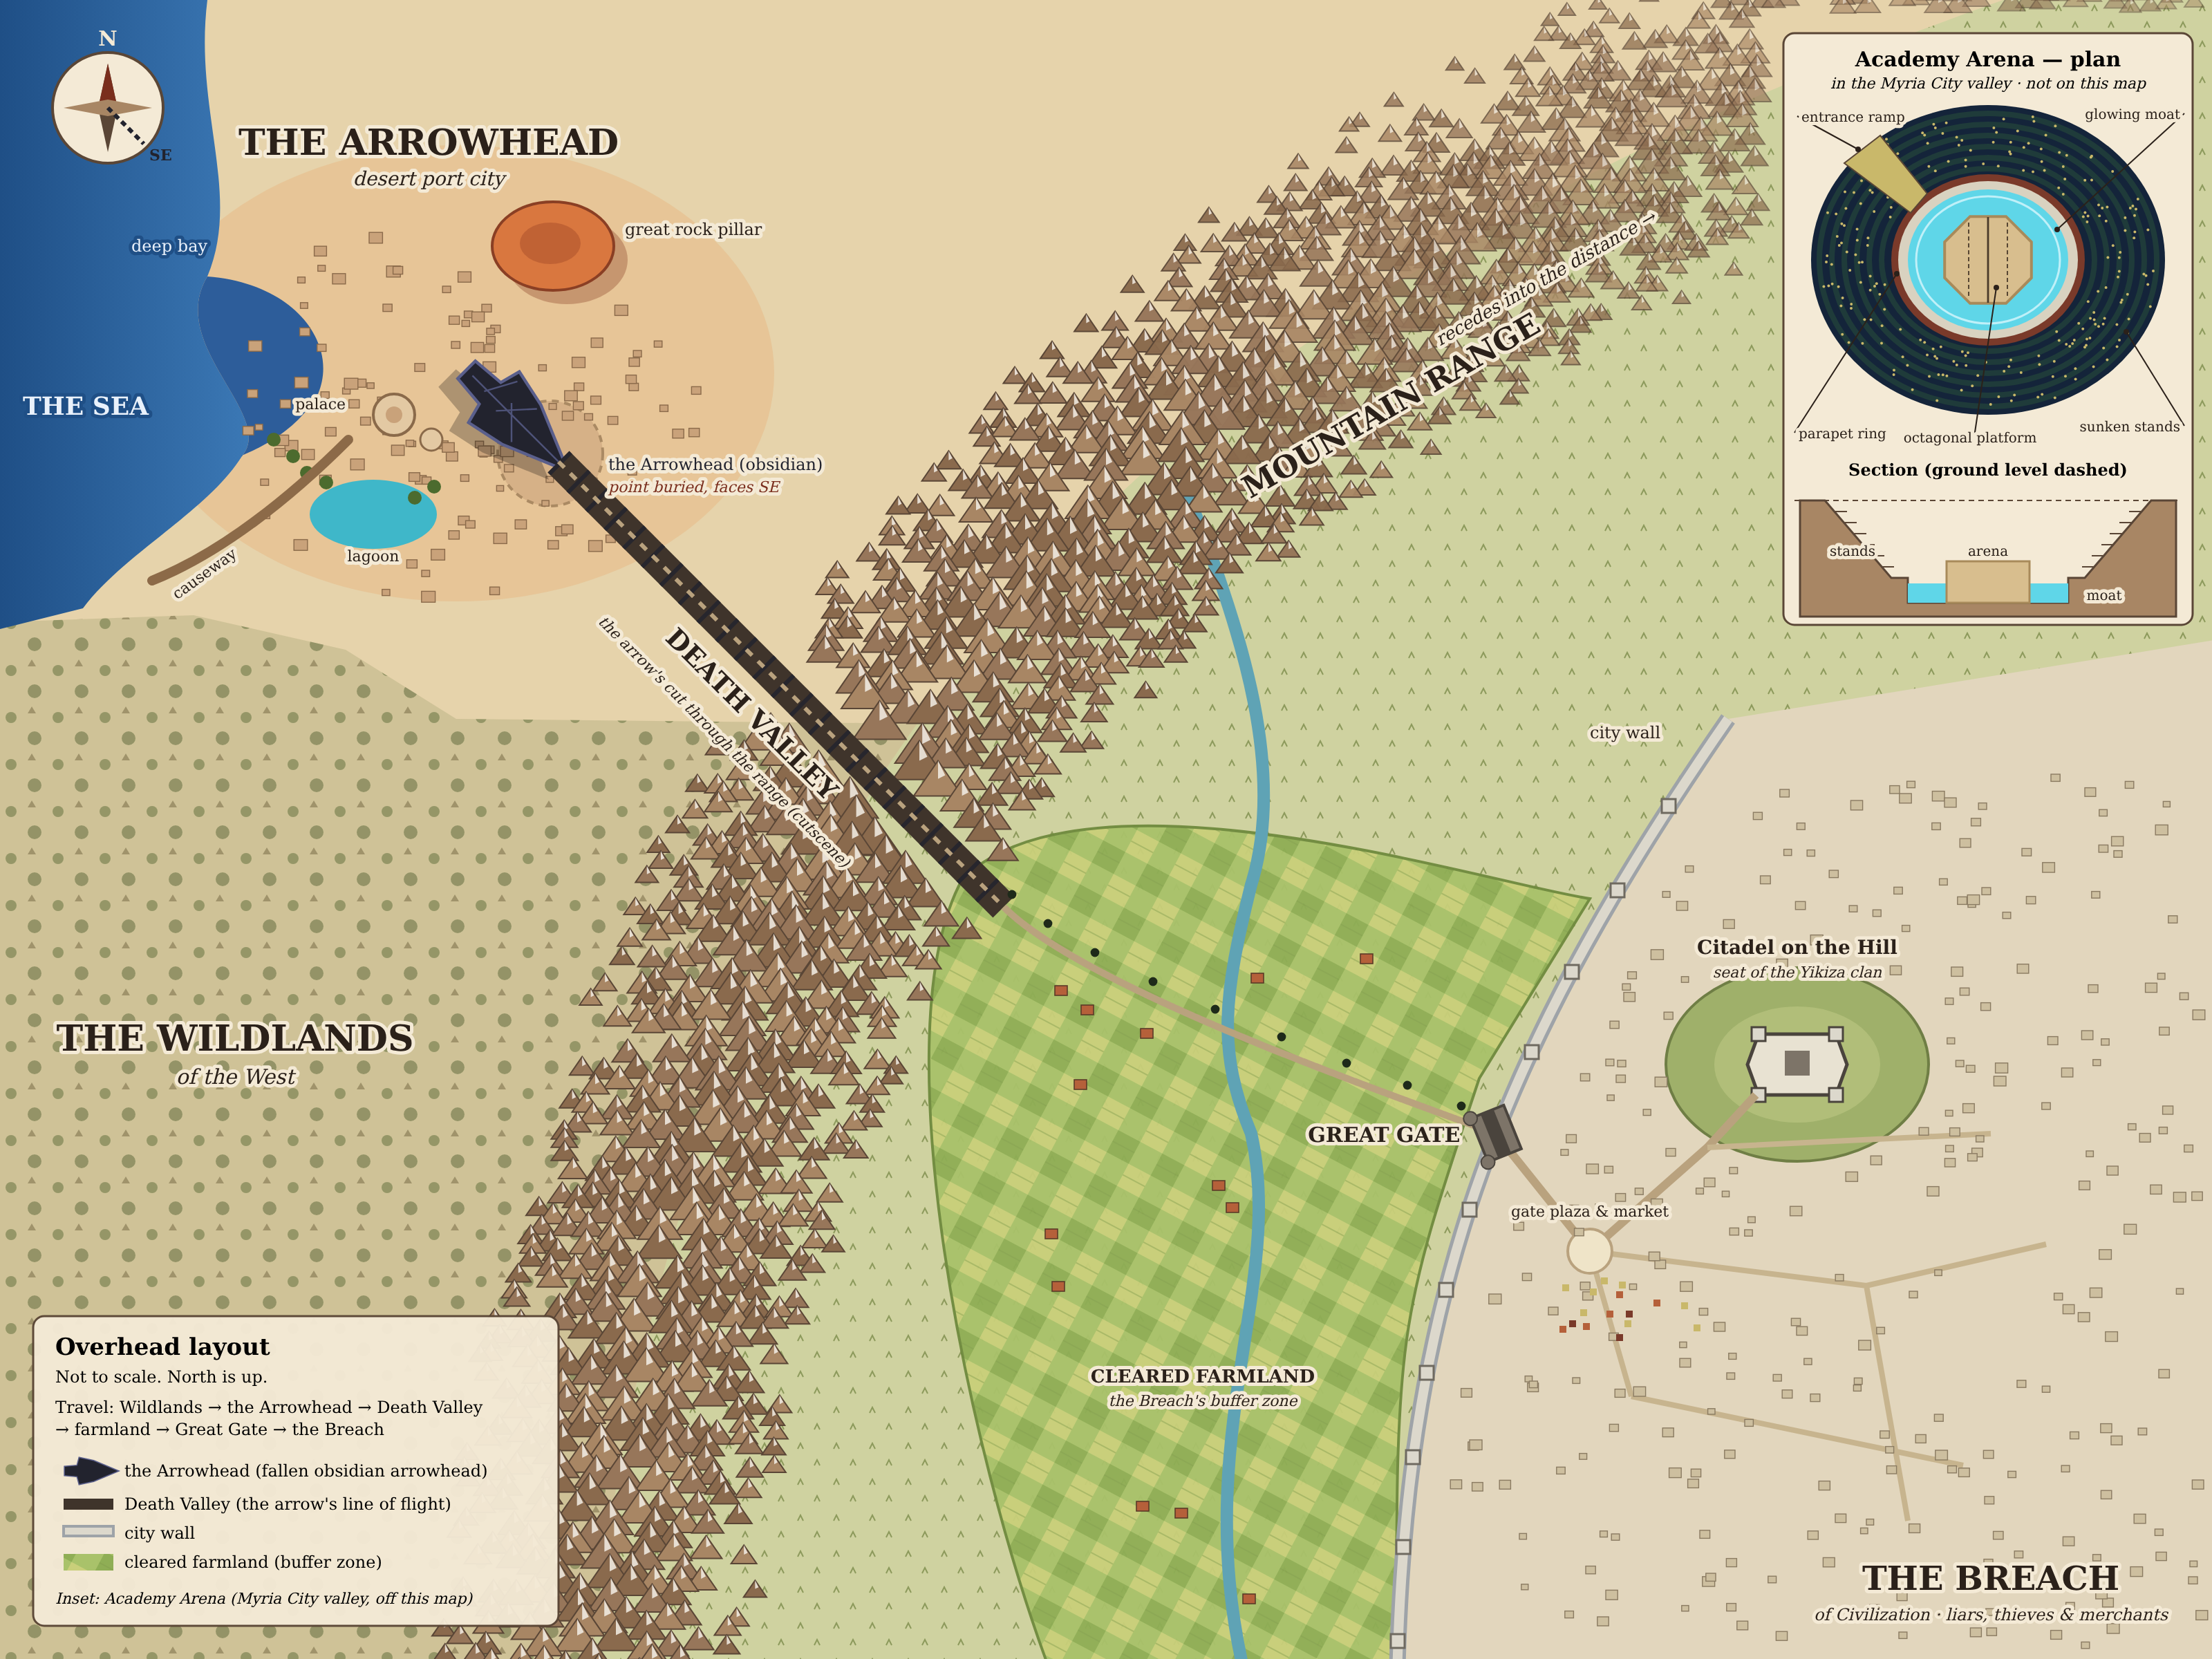 N
SE
THE ARROWHEAD
desert port city
great rock pillar
deep bay
THE SEA
palace
the Arrowhead (obsidian)
point buried, faces SE
lagoon
causeway
DEATH VALLEY
the arrow's cut through the range (cutscene)
recedes into the distance →
MOUNTAIN RANGE
Academy Arena — plan
in the Myria City valley · not on this map
entrance ramp
glowing moat
parapet ring
octagonal platform
sunken stands
Section (ground level dashed)
stands
arena
moat
city wall
Citadel on the Hill
seat of the Yikiza clan
THE WILDLANDS
of the West
GREAT GATE
gate plaza & market
CLEARED FARMLAND
the Breach's buffer zone
THE BREACH
of Civilization · liars, thieves & merchants
Overhead layout
Not to scale. North is up.
Travel: Wildlands → the Arrowhead → Death Valley
→ farmland → Great Gate → the Breach
the Arrowhead (fallen obsidian arrowhead)
Death Valley (the arrow's line of flight)
city wall
cleared farmland (buffer zone)
Inset: Academy Arena (Myria City valley, off this map)